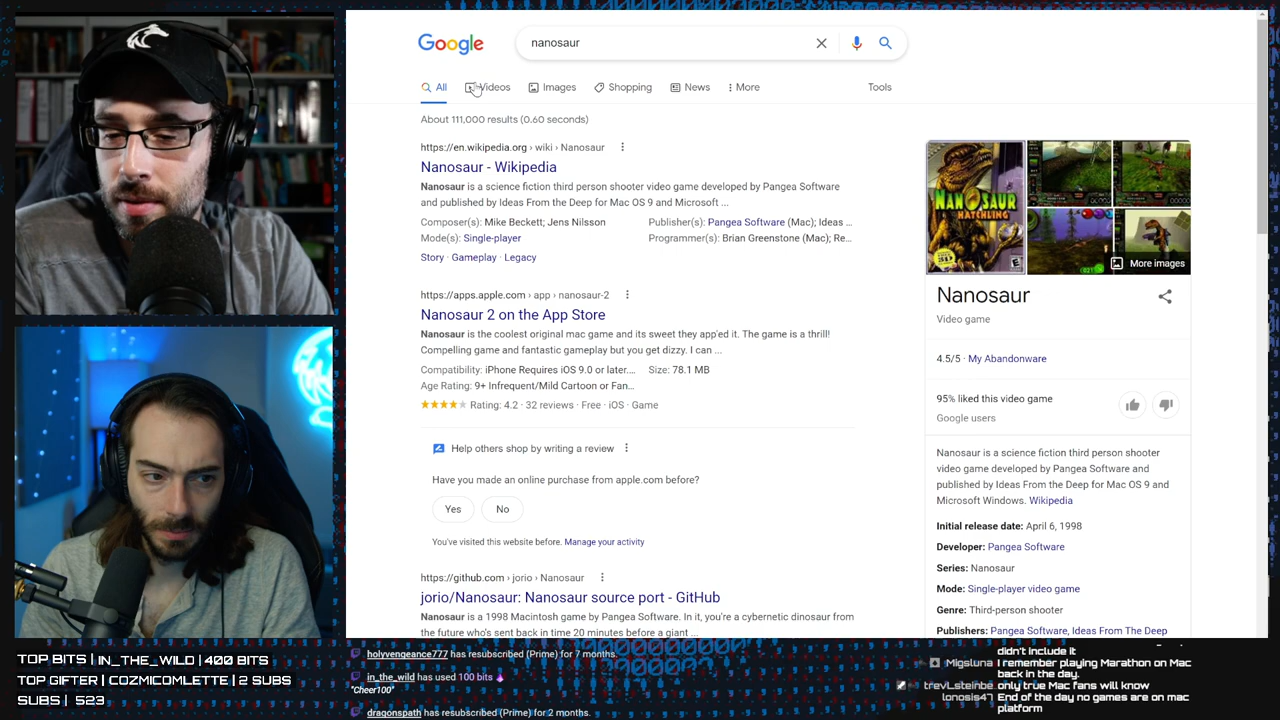 Google
nanosaur
All
Videos
Images
Shopping
News
More
Tools
About 111,000 results (0.60 seconds)
https://en.wikipedia.org › wiki › Nanosaur
Nanosaur - Wikipedia
Nanosaur is a science fiction third person shooter video game developed by Pangea Software
and published by Ideas From the Deep for Mac OS 9 and Microsoft ...
Composer(s): Mike Beckett; Jens Nilsson
Publisher(s): Pangea Software (Mac); Ideas ...
Mode(s): Single-player
Programmer(s): Brian Greenstone (Mac); Re...
Story · Gameplay · Legacy
https://apps.apple.com › app › nanosaur-2
Nanosaur 2 on the App Store
Nanosaur is the coolest original mac game and its sweet they app'ed it. The game is a thrill!
Compelling game and fantastic gameplay but you get dizzy. I can ...
Compatibility: iPhone Requires iOS 9.0 or later....
Size: 78.1 MB
Age Rating: 9+ Infrequent/Mild Cartoon or Fan...
Rating: 4.2 · 32 reviews · Free · iOS · Game
Help others shop by writing a review
Have you made an online purchase from apple.com before?
Yes
No
You've visited this website before. Manage your activity
https://github.com › jorio › Nanosaur
jorio/Nanosaur: Nanosaur source port - GitHub
Nanosaur is a 1998 Macintosh game by Pangea Software. In it, you're a cybernetic dinosaur from
the future who's sent back in time 20 minutes before a giant ...
NANOSAUR
HATCHLING
More images
Nanosaur
Video game
4.5/5 · My Abandonware
95% liked this video game
Google users
Nanosaur is a science fiction third person shooter
video game developed by Pangea Software and
published by Ideas From the Deep for Mac OS 9 and
Microsoft Windows. Wikipedia
Initial release date: April 6, 1998
Developer: Pangea Software
Series: Nanosaur
Mode: Single-player video game
Genre: Third-person shooter
Publishers: Pangea Software, Ideas From The Deep
TOP BITS | IN_THE_WILD | 400 BITS
TOP GIFTER | COZMICOMLETTE | 2 SUBS
SUBS | 523
holyvengeance777 has resubscribed (Prime) for 7 months.
in_the_wild has used 100 bits
"Cheer100"
dragonspath has resubscribed (Prime) for 2 months.
didn't include it
Migsluna I remember playing Marathon on Mac
back in the day.
trevl_steinbe only true Mac fans will know
lonosis47 End of the day no games are on mac
platform